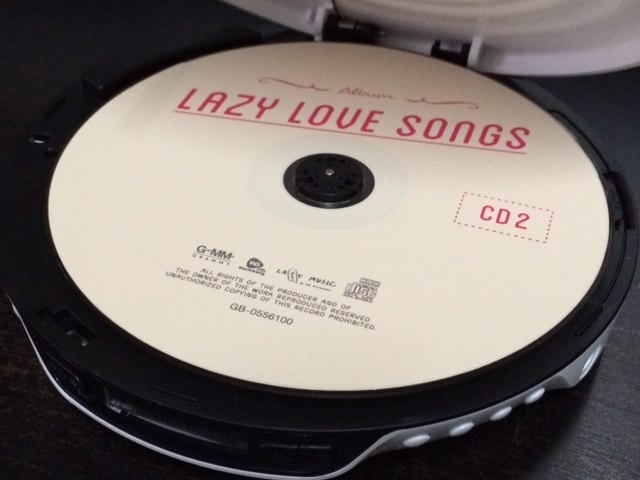 Album
LAZY LOVE SONGS
CD 2
G-MM-
GRAMMY
LAZY MUSIC
ALL RIGHTS OF THE PRODUCER AND OF
THE OWNER OF THE WORK REPRODUCED RESERVED
UNAUTHORIZED COPYING OF THIS RECORD PROHIBITED.
GB-0556100